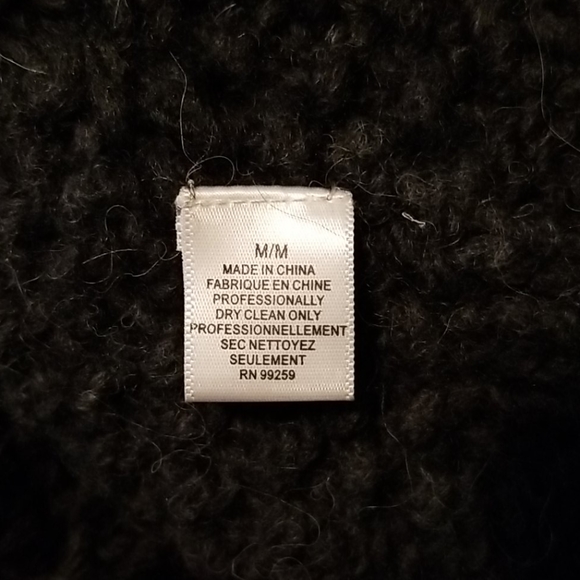 M/M
MADE IN CHINA
FABRIQUE EN CHINE
PROFESSIONALLY
DRY CLEAN ONLY
PROFESSIONNELLEMENT
SEC NETTOYEZ
SEULEMENT
RN 99259